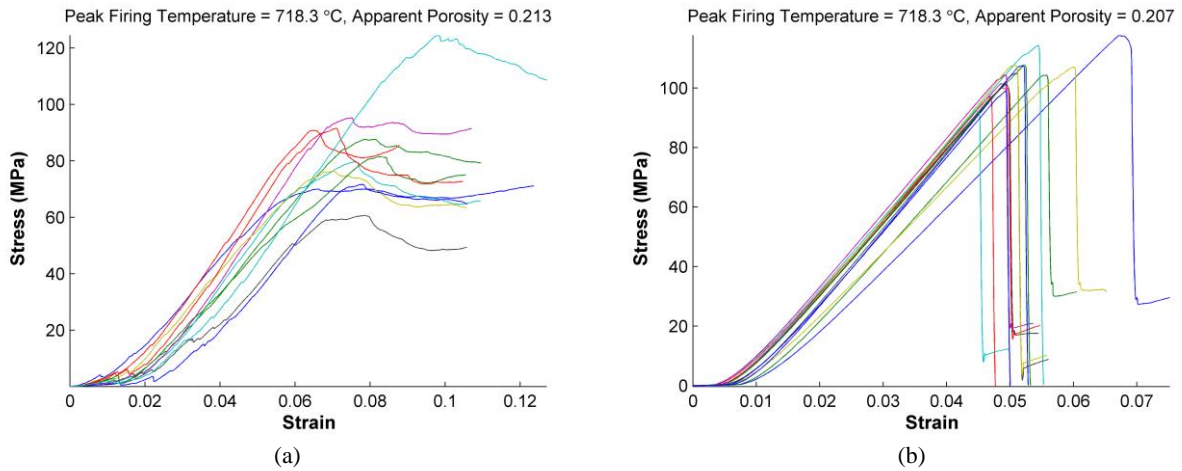 Peak Firing Temperature = 718.3 °C, Apparent Porosity = 0.213
120
100
80
60
40
20
0 0.02 0.04 0.06 0.08 0.1 0.12
Stress (MPa)
Strain
(a)
Peak Firing Temperature = 718.3 °C, Apparent Porosity = 0.207
100
80
60
40
20
0
0 0.01 0.02 0.03 0.04 0.05 0.06 0.07
Stress (MPa)
Strain
(b)